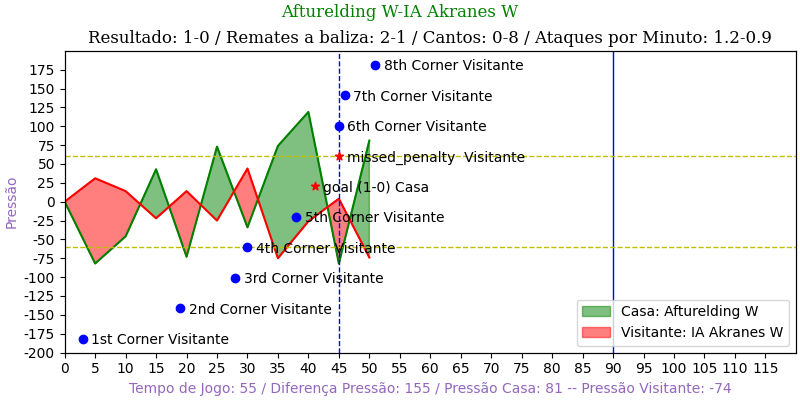 Afturelding W-IA Akranes W
Resultado: 1-0 / Remates a baliza: 2-1 / Cantos: 0-8 / Ataques por Minuto: 1.2-0.9
175
150
125
100
75
50
25
0
-25
-50
-75
-100
-125
-150
-175
-200
Pressão
8th Corner Visitante
7th Corner Visitante
6th Corner Visitante
missed_penalty  Visitante
goal (1-0) Casa
5th Corner Visitante
4th Corner Visitante
3rd Corner Visitante
2nd Corner Visitante
1st Corner Visitante
Casa: Afturelding W
Visitante: IA Akranes W
0 5 10 15 20 25 30 35 40 45 50 55 60 65 70 75 80 85 90 95 100 105 110 115
Tempo de Jogo: 55 / Diferença Pressão: 155 / Pressão Casa: 81 -- Pressão Visitante: -74